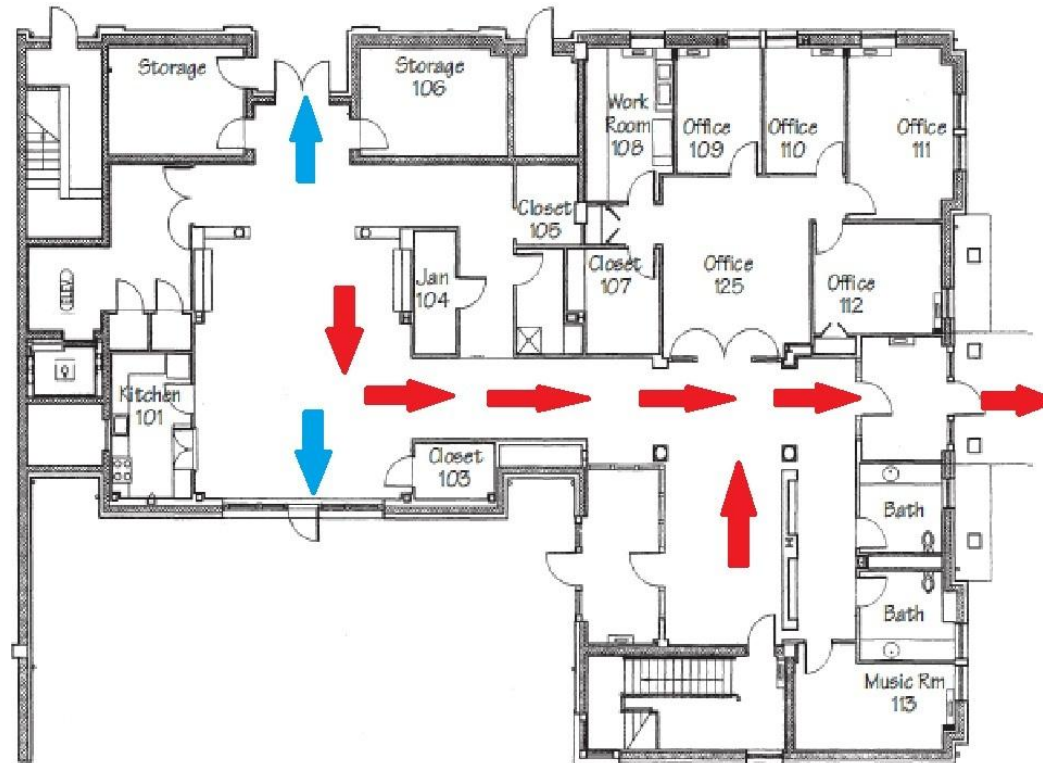 Storage
Storage
106
Work
Room
108
Office
109
Office
110
Office
111
Closet
105
Closet
107
Jan
104
Office
125
Office
112
ELEV.
Kitchen
101
Closet
103
Bath
Bath
Music Rm
113